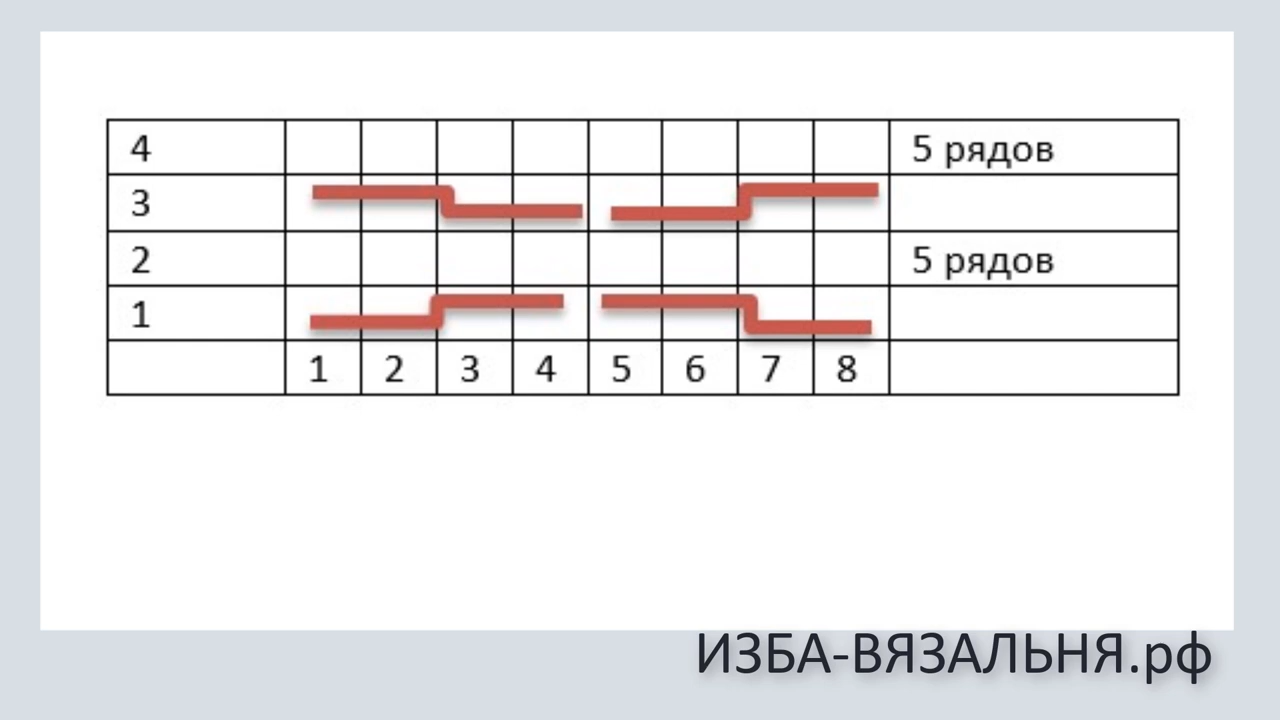 4 5 рядов
3
2 5 рядов
1
1 2 3 4 5 6 7 8
ИЗБА-ВЯЗАЛЬНЯ.рф